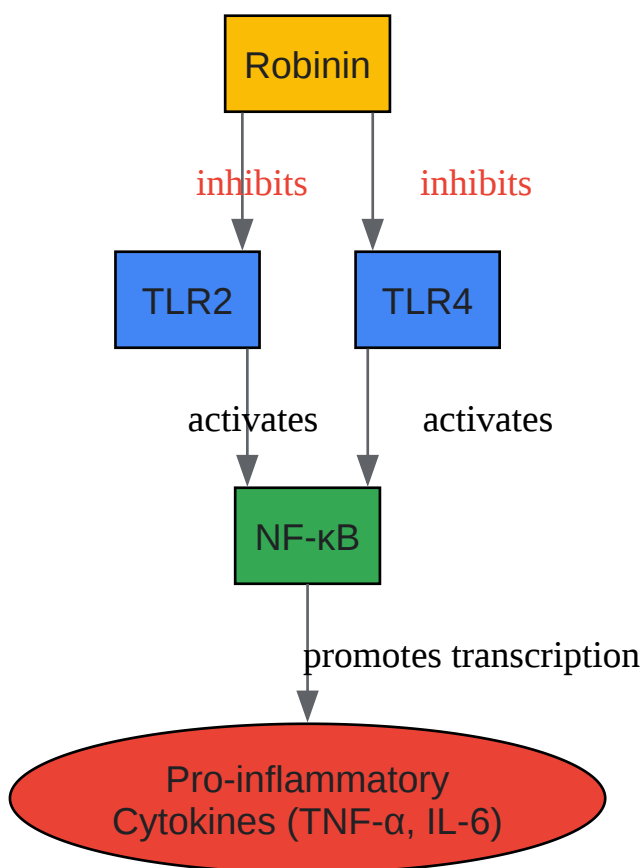 Robinin
inhibits
inhibits
TLR2
TLR4
activates
activates
NF-κB
promotes transcription
Pro-inflammatory
Cytokines (TNF-α, IL-6)